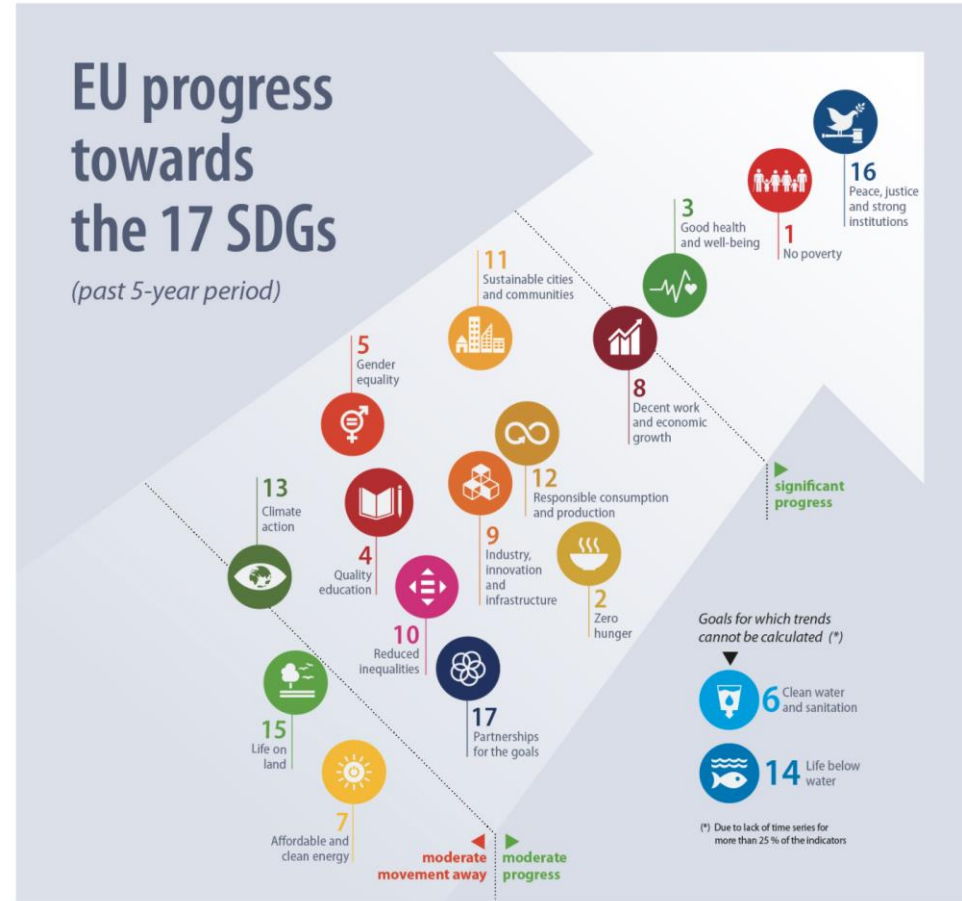 EU progress
towards
the 17 SDGs
(past 5-year period)
16
Peace, justice
and strong
institutions
1
No poverty
3
Good health
and well-being
11
Sustainable cities
and communities
8
Decent work
and economic
growth
5
Gender
equality
12
Responsible consumption
and production
significant
progress
13
Climate
action
4
Quality
education
9
Industry,
innovation
and
infrastructure
2
Zero
hunger
10
Reduced
inequalities
15
Life on
land
17
Partnerships
for the goals
7
Affordable and
clean energy
moderate
movement away
moderate
progress
Goals for which trends
cannot be calculated (*)
6 Clean water
and sanitation
14 Life below
water
(*) Due to lack of time series for
more than 25 % of the indicators